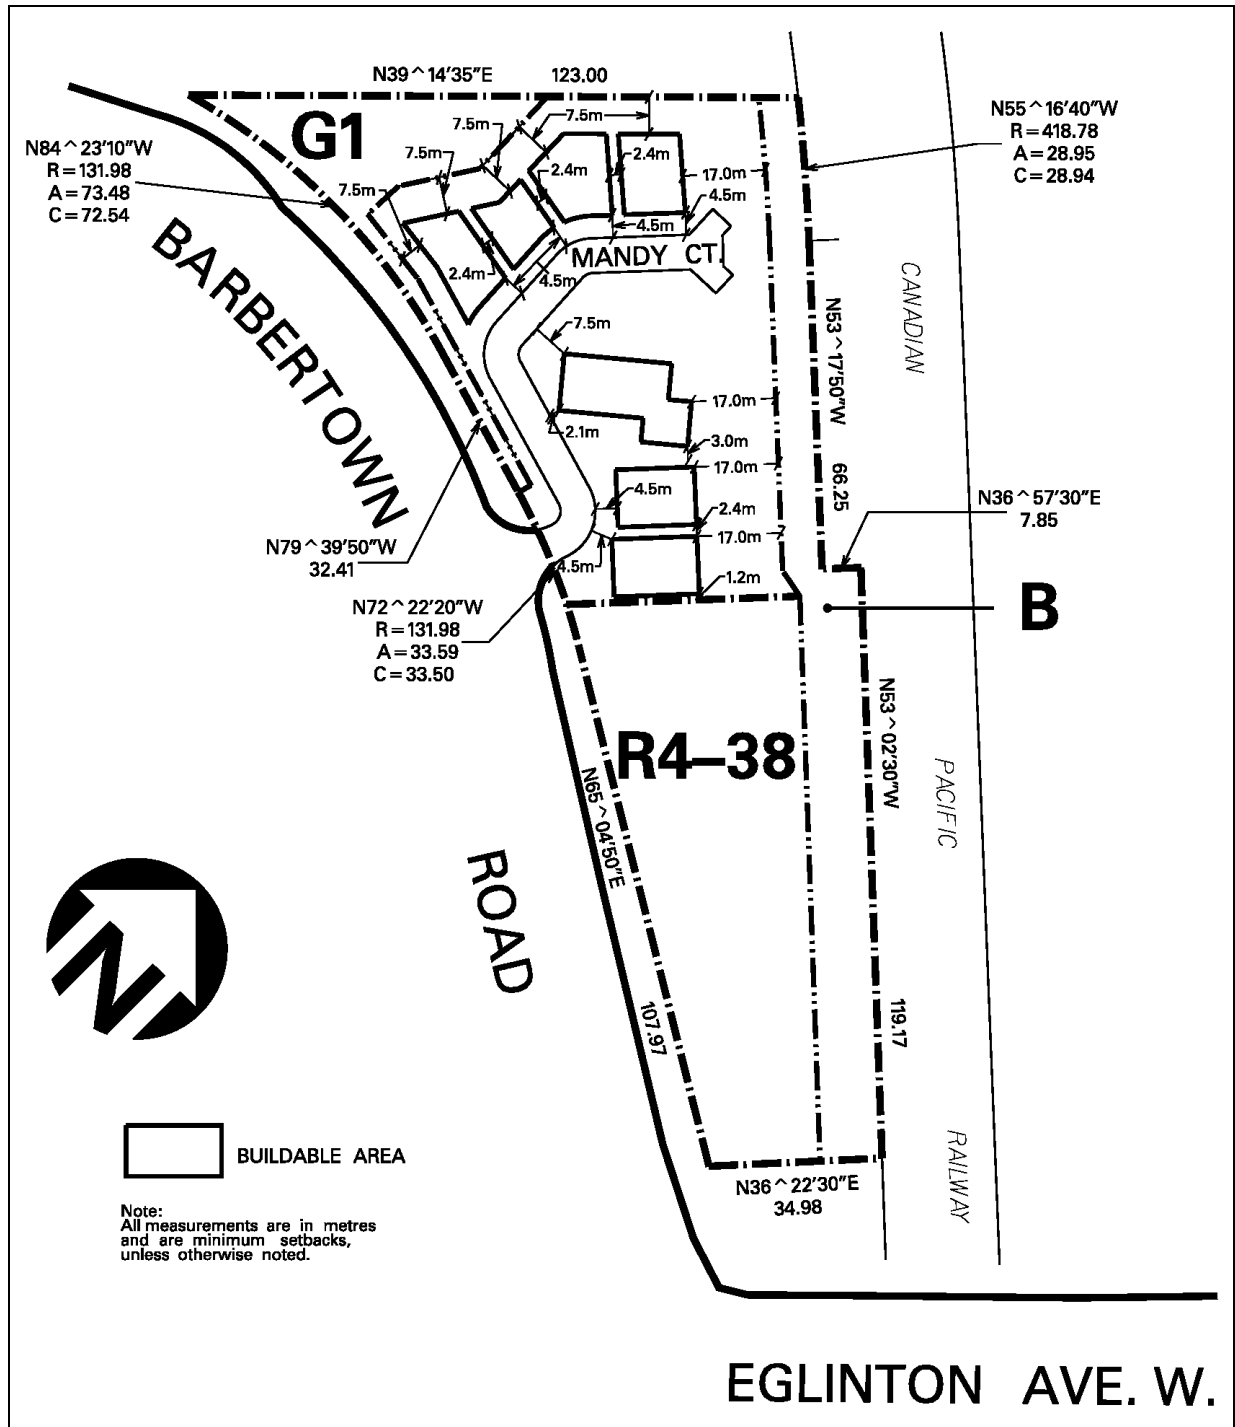 N39^14'35"E 123.00
G1
N84^23'10"W
R=131.98
A=73.48
C=72.54
N55^16'40"W
R=418.78
A=28.95
C=28.94
7.5m
7.5m
7.5m
7.5m
2.4m
2.4m
17.0m
4.5m
4.5m
2.4m
4.5m
MANDY CT.
BARBERTOWN
CANADIAN
N53^17'50"W 66.25
7.5m
17.0m
2.1m
3.0m
17.0m
4.5m
2.4m
17.0m
4.5m
1.2m
N36^57'30"E
7.85
N79^39'50"W
32.41
N72^22'20"W
R=131.98
A=33.59
C=33.50
B
R4-38
N65^04'50"E 107.97
N53^02'30"W 119.17
PACIFIC
ROAD
N
BUILDABLE AREA
RAILWAY
N36^22'30"E
34.98
Note:
All measurements are in metres
and are minimum setbacks,
unless otherwise noted.
EGLINTON AVE. W.